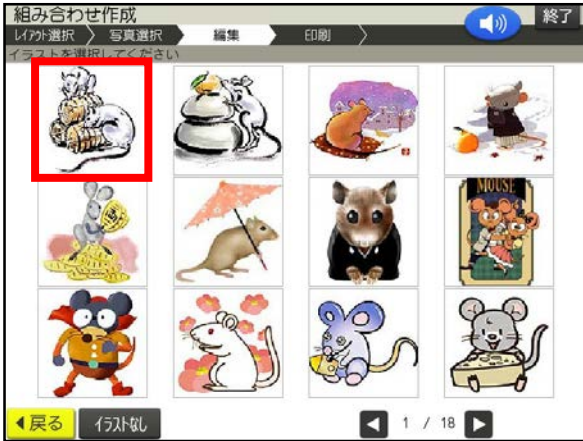 組み合わせ作成
終了
レイアウト選択 〉 写真選択 編集 印刷 〉
イラストを選択してください
MOUSE
戻る イラストなし 1 / 18